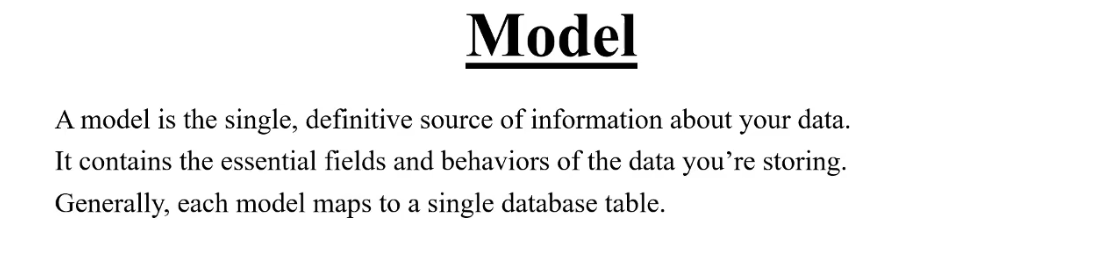 Model
A model is the single, definitive source of information about your data.
It contains the essential fields and behaviors of the data you’re storing.
Generally, each model maps to a single database table.